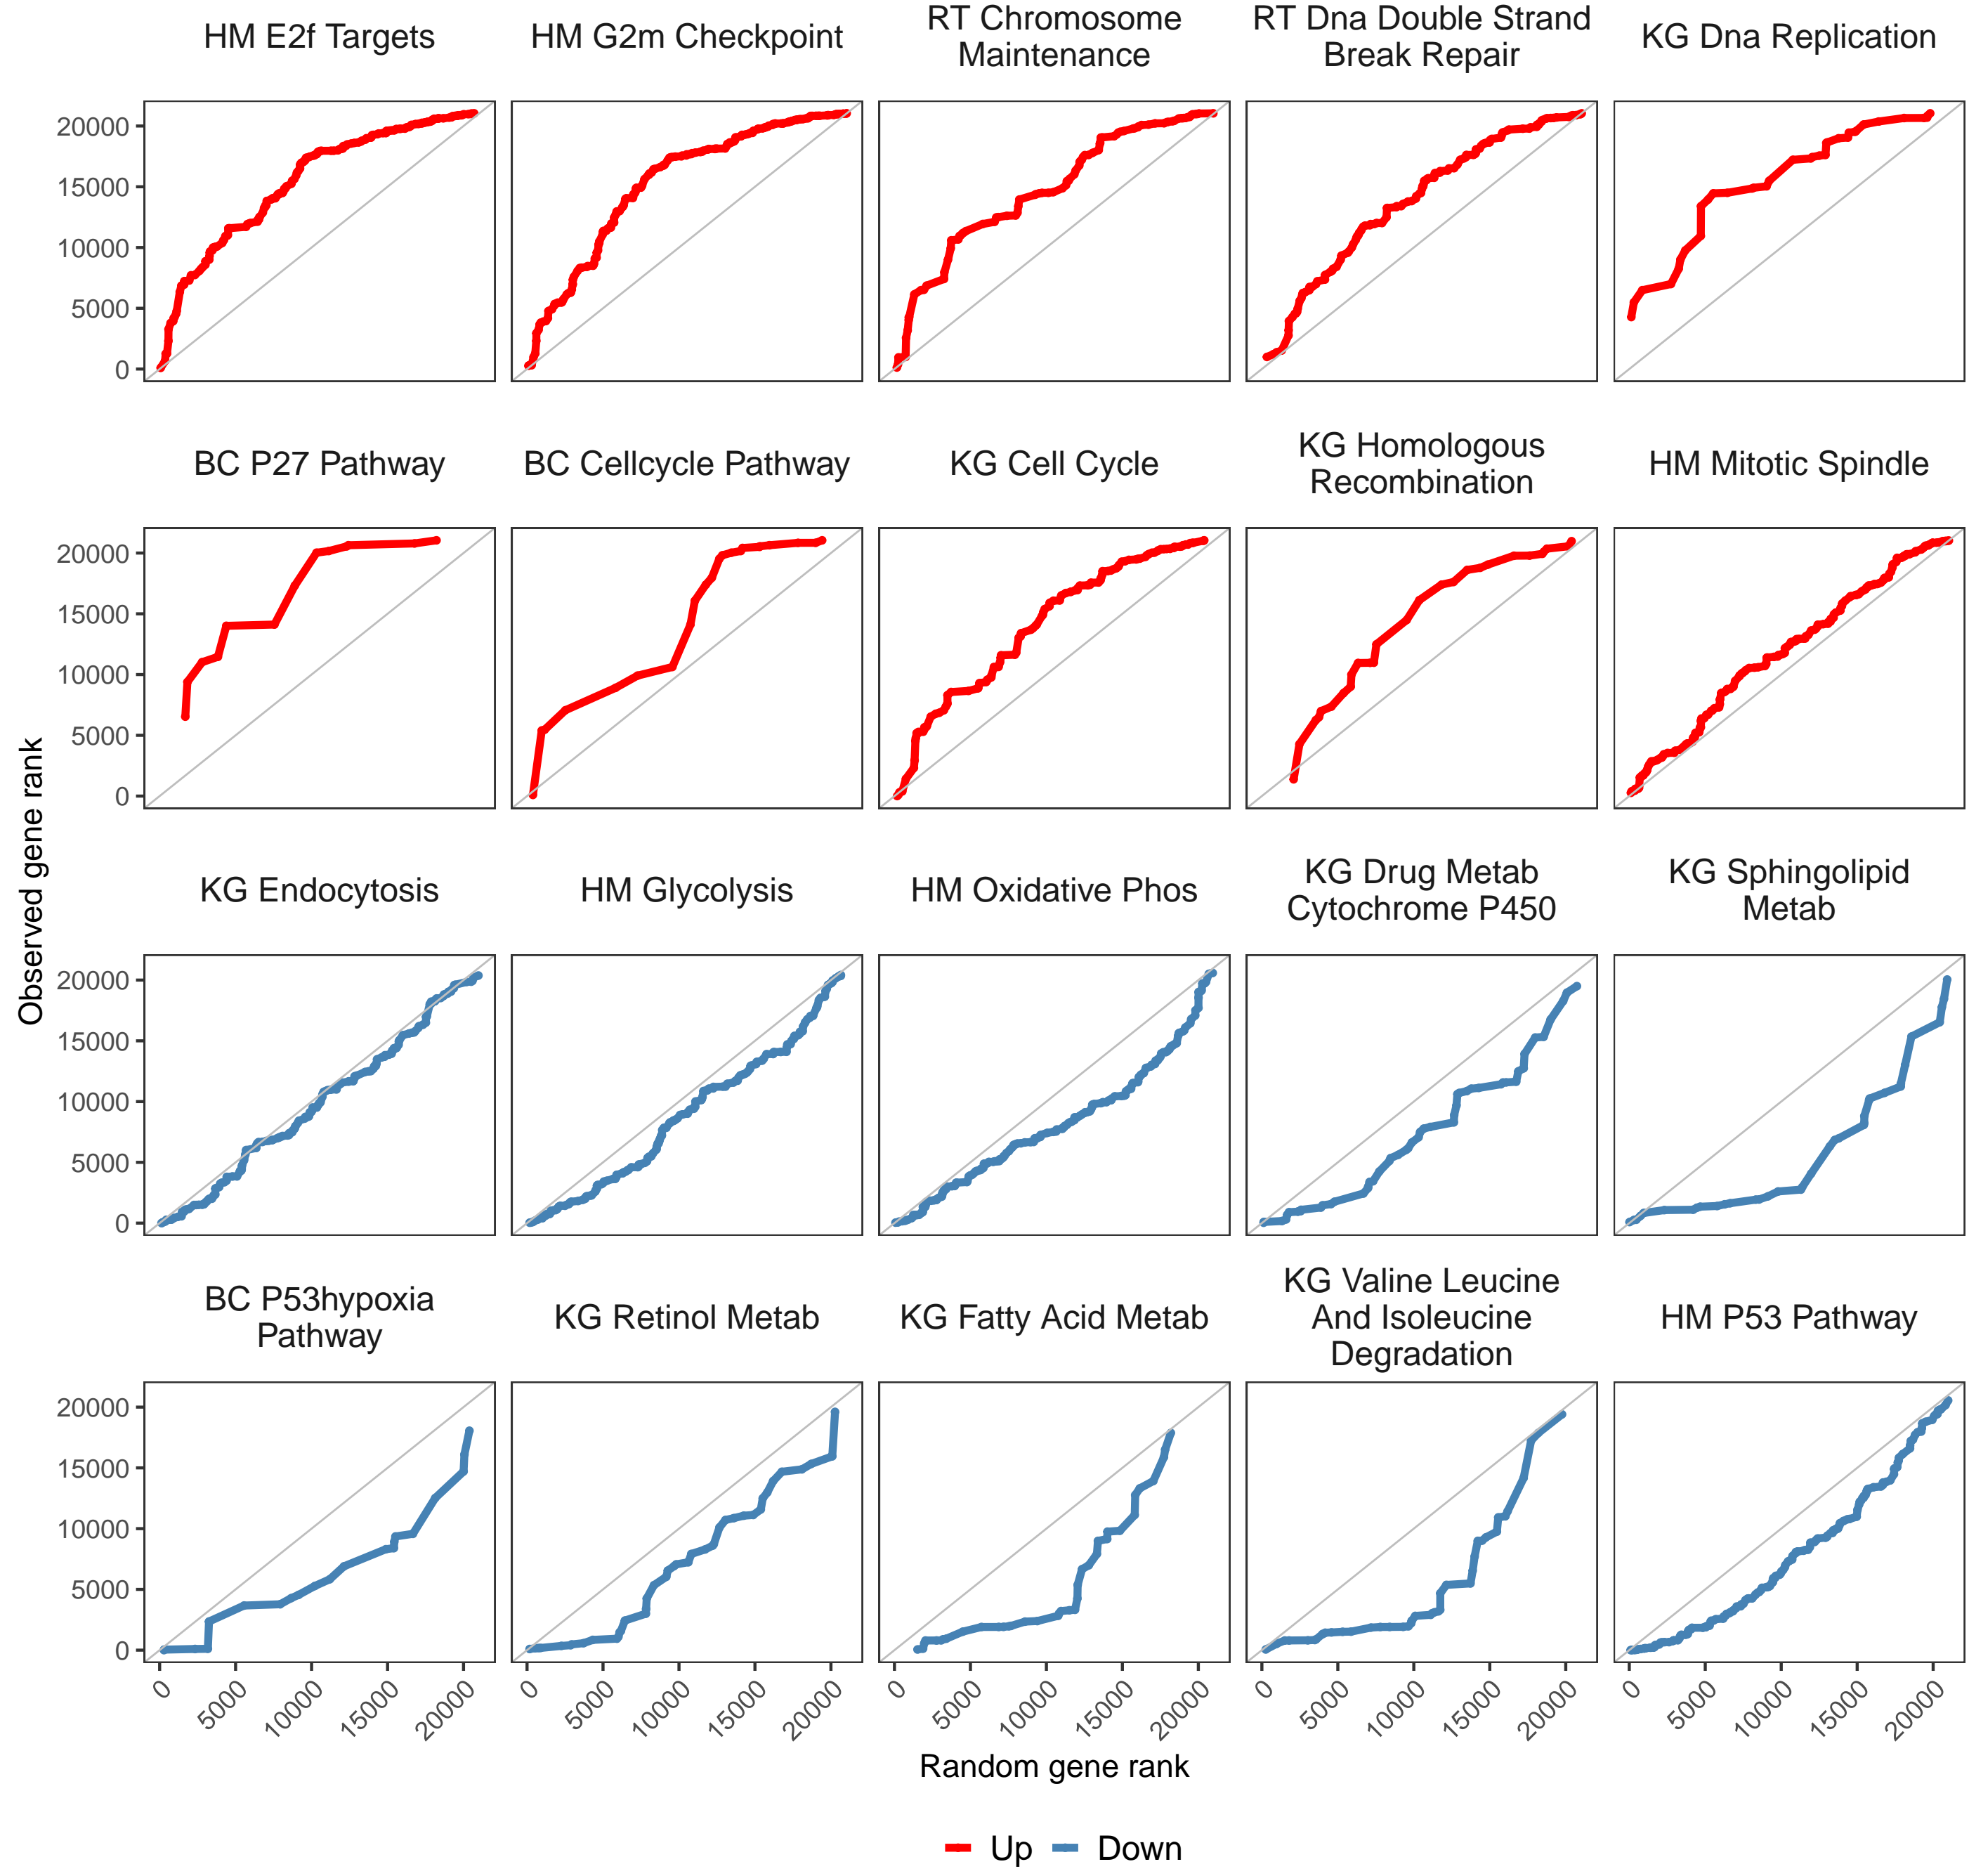 HM E2f Targets
HM G2m Checkpoint
RT Chromosome
Maintenance
RT Dna Double Strand
Break Repair
KG Dna Replication
20000
15000
10000
5000
0
BC P27 Pathway
BC Cellcycle Pathway
KG Cell Cycle
KG Homologous
Recombination
HM Mitotic Spindle
20000
15000
10000
5000
0
Observed gene rank
KG Endocytosis
HM Glycolysis
HM Oxidative Phos
KG Drug Metab
Cytochrome P450
KG Sphingolipid
Metab
20000
15000
10000
5000
0
BC P53hypoxia
Pathway
KG Retinol Metab
KG Fatty Acid Metab
KG Valine Leucine
And Isoleucine
Degradation
HM P53 Pathway
20000
15000
10000
5000
0
0 5000 10000 15000 20000
0 5000 10000 15000 20000
0 5000 10000 15000 20000
0 5000 10000 15000 20000
0 5000 10000 15000 20000
Random gene rank
Up Down